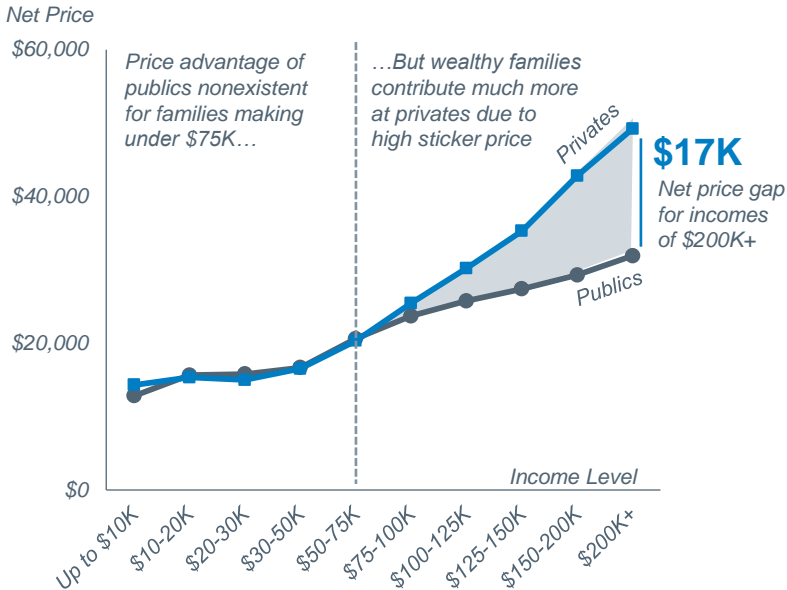 Net Price
$60,000
$40,000
$20,000
$0
Price advantage of
publics nonexistent
for families making
under $75K…
…But wealthy families
contribute much more
at privates due to
high sticker price
Privates
$17K
Net price gap
for incomes
of $200K+
Publics
Income Level
Up to $10K
$10-20K
$20-30K
$30-50K
$50-75K
$75-100K
$100-125K
$125-150K
$150-200K
$200K+